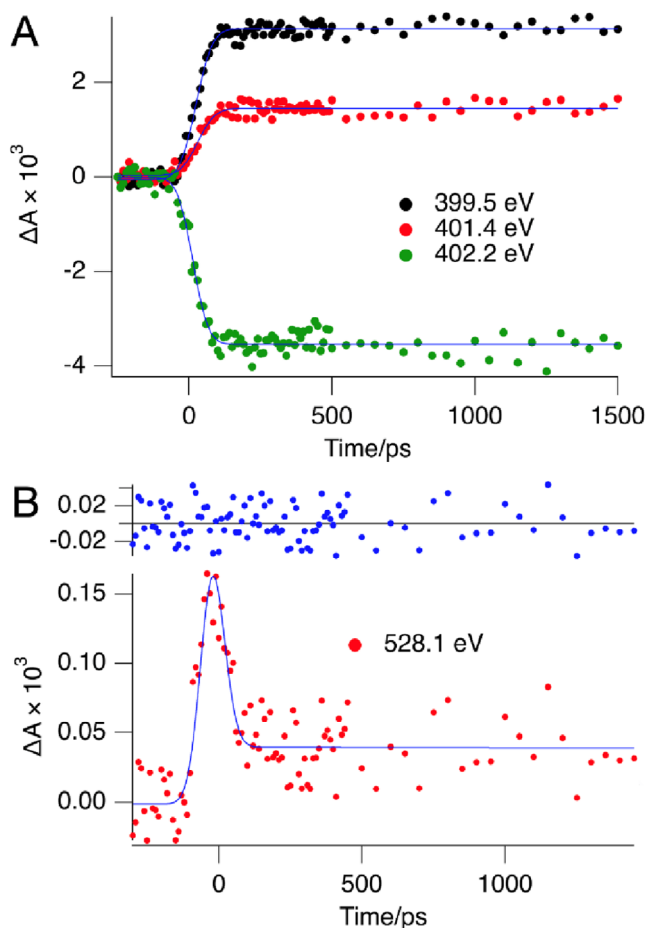 A
ΔA × 10³
2
0
-2
-4
399.5 eV
401.4 eV
402.2 eV
0
500
1000
1500
Time/ps
B
0.02
-0.02
ΔA × 10³
0.15
0.10
0.05
0.00
528.1 eV
0
500
1000
Time/ps